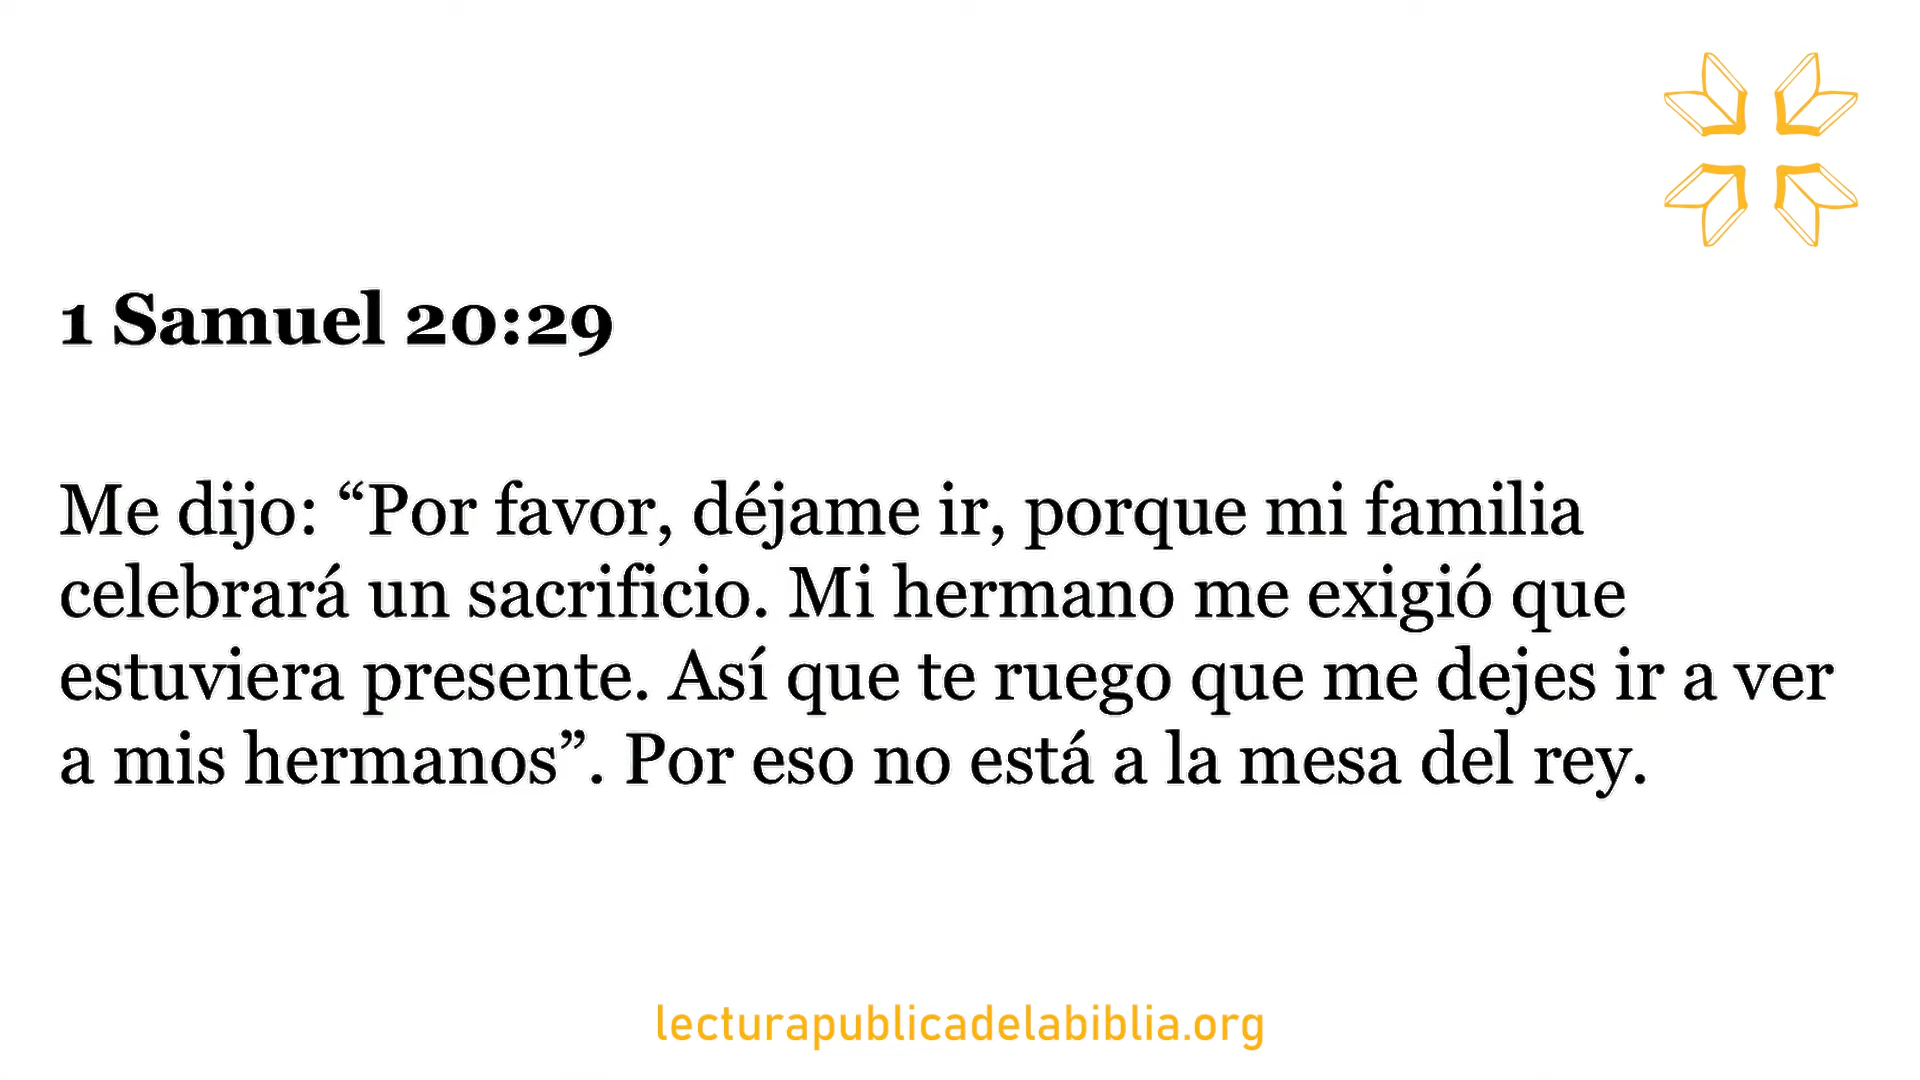 1 Samuel 20:29
Me dijo: “Por favor, déjame ir, porque mi familia
celebrará un sacrificio. Mi hermano me exigió que
estuviera presente. Así que te ruego que me dejes ir a ver
a mis hermanos”. Por eso no está a la mesa del rey.
lecturapublicadelabiblia.org